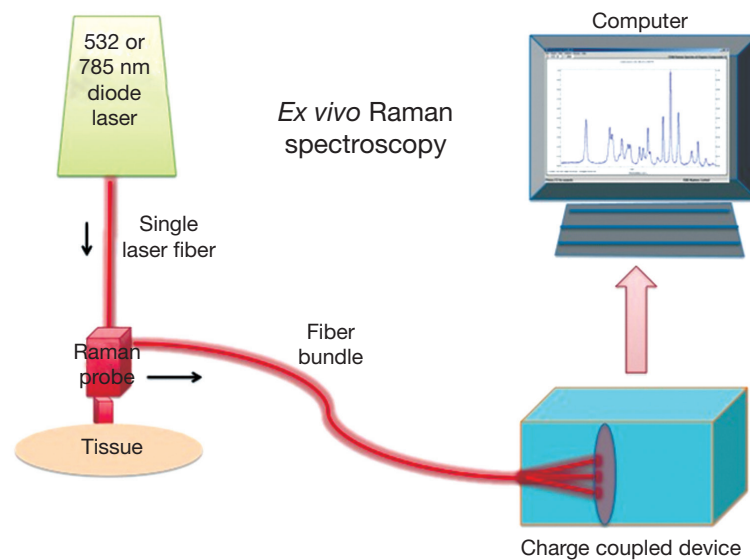 532 or
785 nm
diode
laser
Ex vivo Raman
spectroscopy
Computer
Single
laser fiber
Raman
probe
Fiber
bundle
Tissue
Charge coupled device